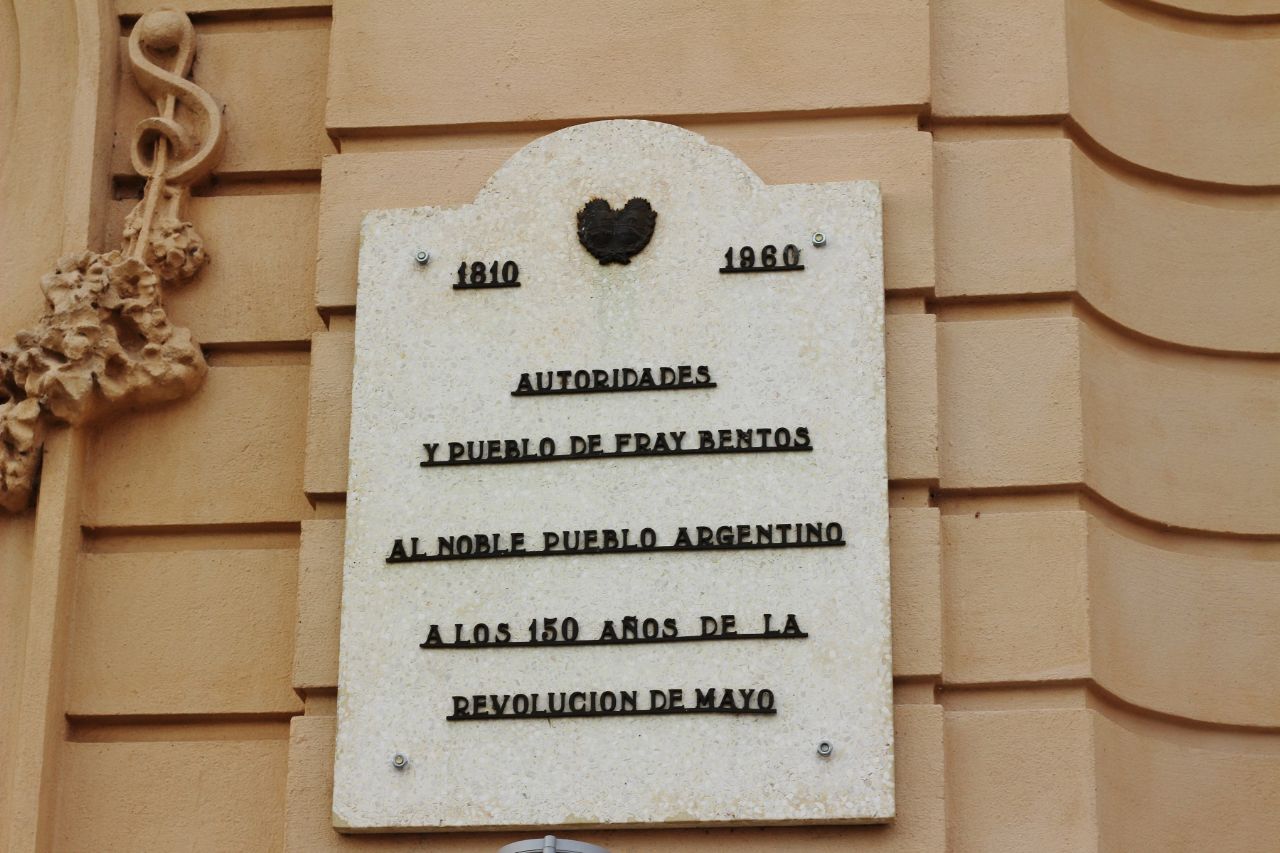 1810 1960
AUTORIDADES
Y PUEBLO DE FRAY BENTOS
AL NOBLE PUEBLO ARGENTINO
A LOS 150 AÑOS DE LA
REVOLUCION DE MAYO